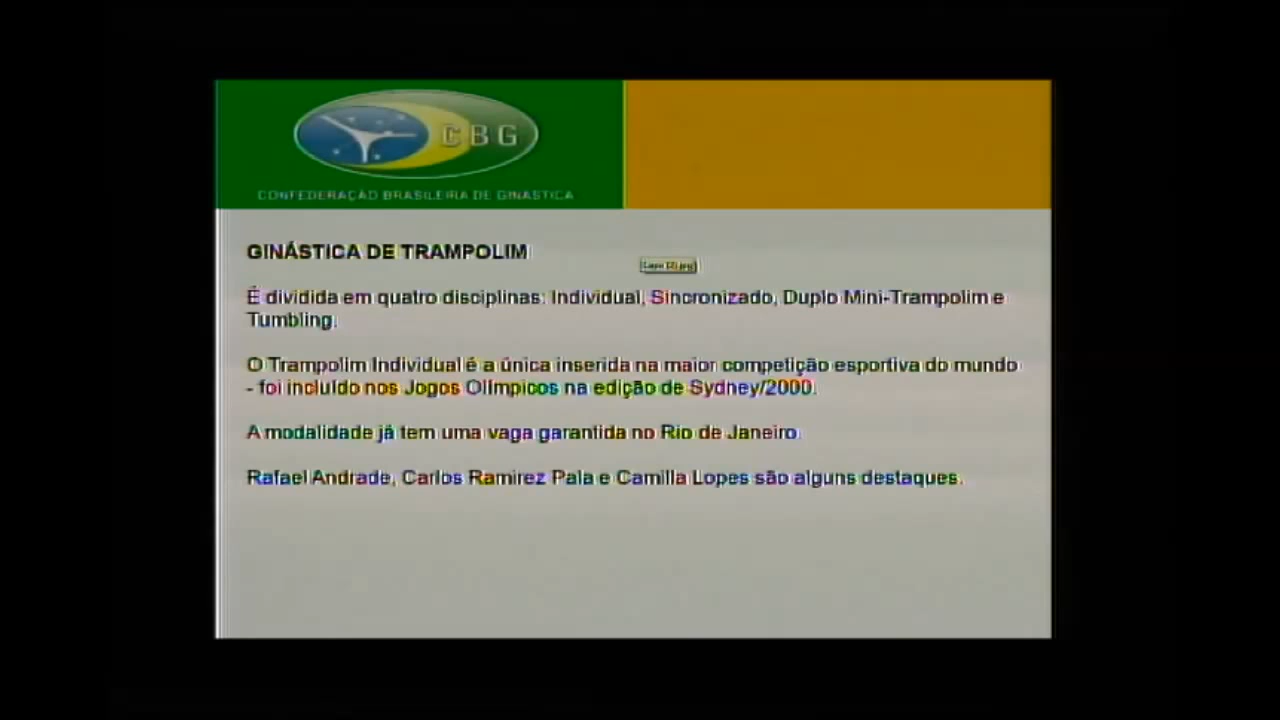 CBG
CONFEDERAÇÃO BRASILEIRA DE GINÁSTICA
GINÁSTICA DE TRAMPOLIM
É dividida em quatro disciplinas: Individual, Sincronizado, Duplo Mini-Trampolim e
Tumbling.
O Trampolim Individual é a única inserida na maior competição esportiva do mundo
- foi incluído nos Jogos Olímpicos na edição de Sydney/2000.
A modalidade já tem uma vaga garantida no Rio de Janeiro.
Rafael Andrade, Carlos Ramirez Pala e Camilla Lopes são alguns destaques.